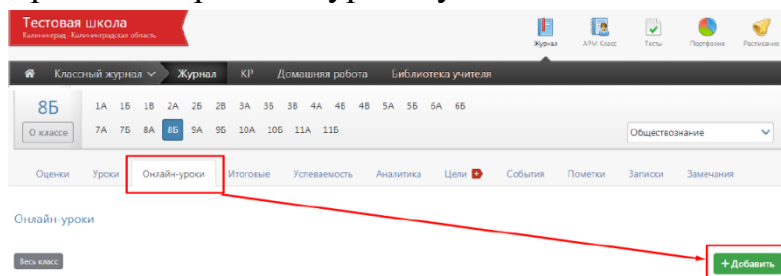 Тестовая школа
Калининград - Калининградская область
Журнал АРМ Класс Тесты Портфолио Расписание
Классный журнал Журнал КР Домашняя работа Библиотека учителя
8Б 1А 1Б 1В 2А 2Б 2В 3А 3Б 3В 4А 4Б 4В 5А 5Б 6А 6Б
О классе 7А 7Б 8А 8Б 9А 9Б 10А 10Б 11А 11Б Обществознание
Оценки Уроки Онлайн-уроки Итоговые Успеваемость Аналитика Цели События Пометки Записки Замечания
Онлайн-уроки
Весь класс + Добавить